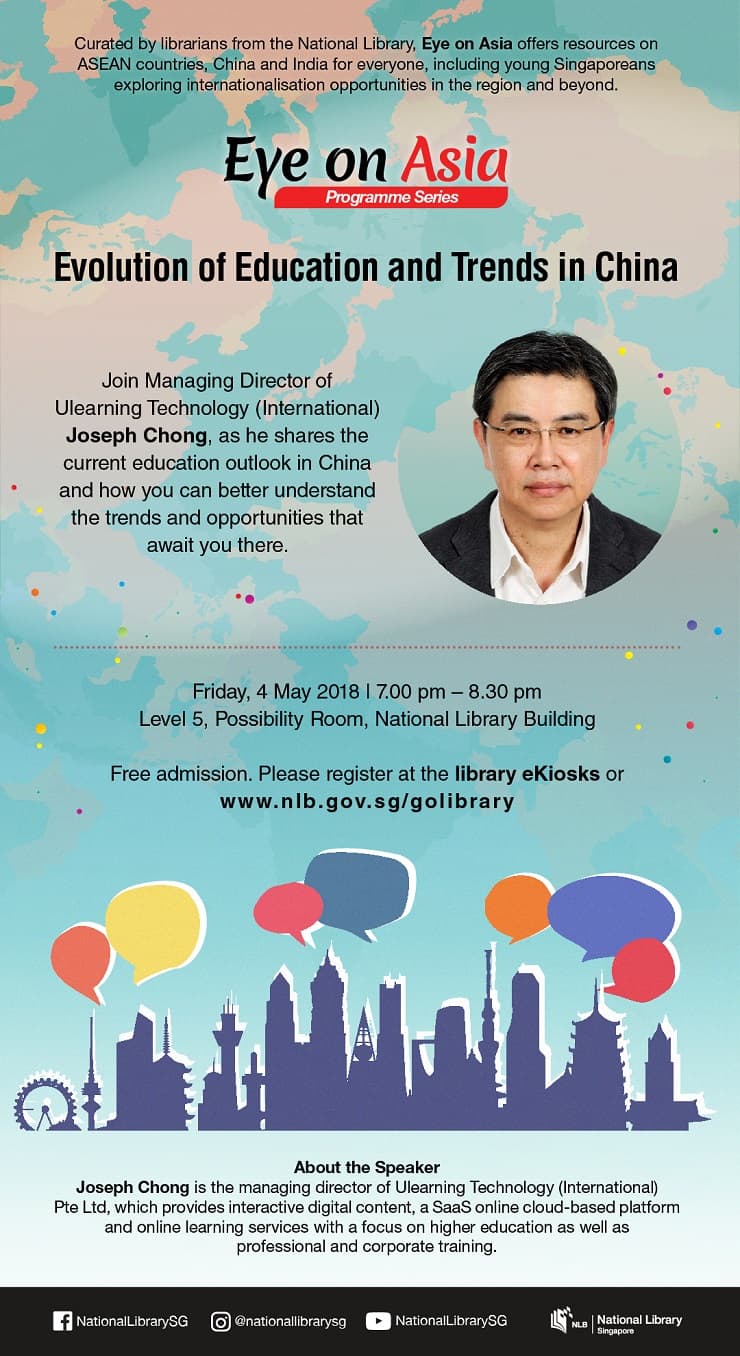 Curated by librarians from the National Library, Eye on Asia offers resources on
ASEAN countries, China and India for everyone, including young Singaporeans
exploring internationalisation opportunities in the region and beyond.
Eye on Asia
Programme Series
Evolution of Education and Trends in China
Join Managing Director of
Ulearning Technology (International)
Joseph Chong, as he shares the
current education outlook in China
and how you can better understand
the trends and opportunities that
await you there.
Friday, 4 May 2018 | 7.00 pm – 8.30 pm
Level 5, Possibility Room, National Library Building
Free admission. Please register at the library eKiosks or
www.nlb.gov.sg/golibrary
About the Speaker
Joseph Chong is the managing director of Ulearning Technology (International)
Pte Ltd, which provides interactive digital content, a SaaS online cloud-based platform
and online learning services with a focus on higher education as well as
professional and corporate training.
NationalLibrarySG
@nationallibrarysg
NationalLibrarySG
NLB
National Library
Singapore